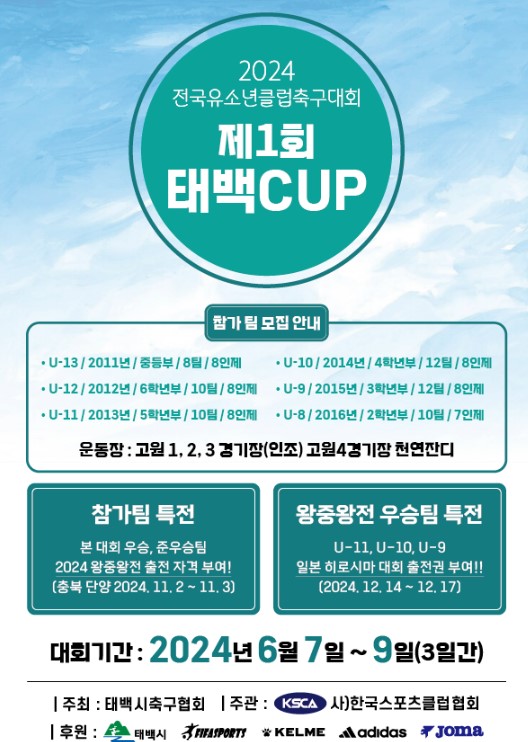 2024
전국유소년클럽축구대회
제1회
태백CUP
참가 팀 모집 안내
• U-13 / 2011년 / 중등부 / 8팀 / 8인제
• U-12 / 2012년 / 6학년부 / 10팀 / 8인제
• U-11 / 2013년 / 5학년부 / 10팀 / 8인제
• U-10 / 2014년 / 4학년부 / 12팀 / 8인제
• U-9 / 2015년 / 3학년부 / 12팀 / 8인제
• U-8 / 2016년 / 2학년부 / 10팀 / 7인제
운동장 : 고원 1, 2, 3 경기장(인조) 고원4경기장 천연잔디
참가팀 특전
본 대회 우승, 준우승팀
2024 왕중왕전 출전 자격 부여!
(충북 단양 2024. 11. 2 ~ 11. 3)
왕중왕전 우승팀 특전
U-11, U-10, U-9
일본 히로시마 대회 출전권 부여!!
(2024. 12. 14 ~ 12. 17)
대회기간 : 2024년 6월 7일 ~ 9일(3일간)
| 주최 : 태백시축구협회 | 주관 : KSCA 사)한국스포츠클럽협회
| 후원 : 태백시 FIFASPORTS KELME adidas Joma